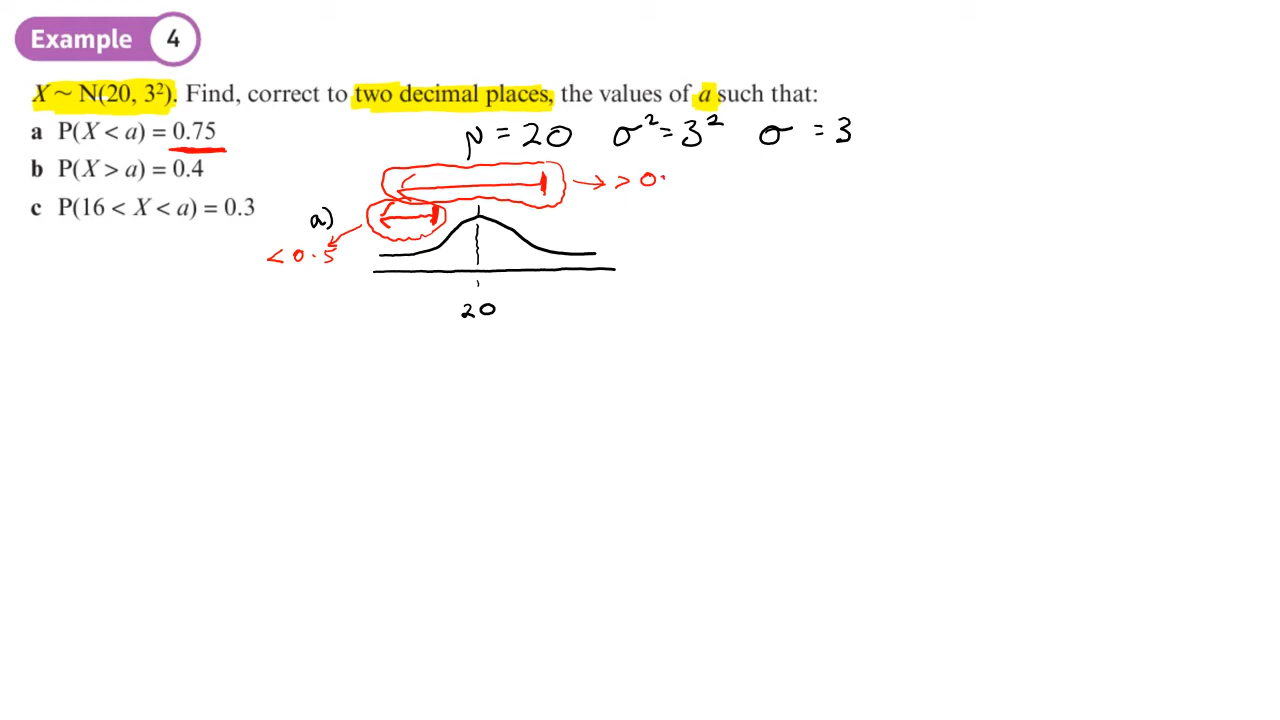 Example 4
X ~ N(20, 3²). Find, correct to two decimal places, the values of a such that:
a P(X < a) = 0.75
μ = 20 σ² = 3² σ = 3
b P(X > a) = 0.4
> 0.
c P(16 < X < a) = 0.3
a)
< 0.5
20